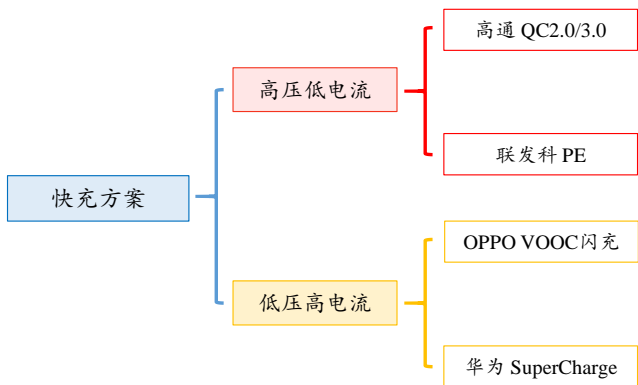 高通 QC2.0/3.0
高压低电流
联发科 PE
快充方案
OPPO VOOC闪充
低压高电流
华为 SuperCharge